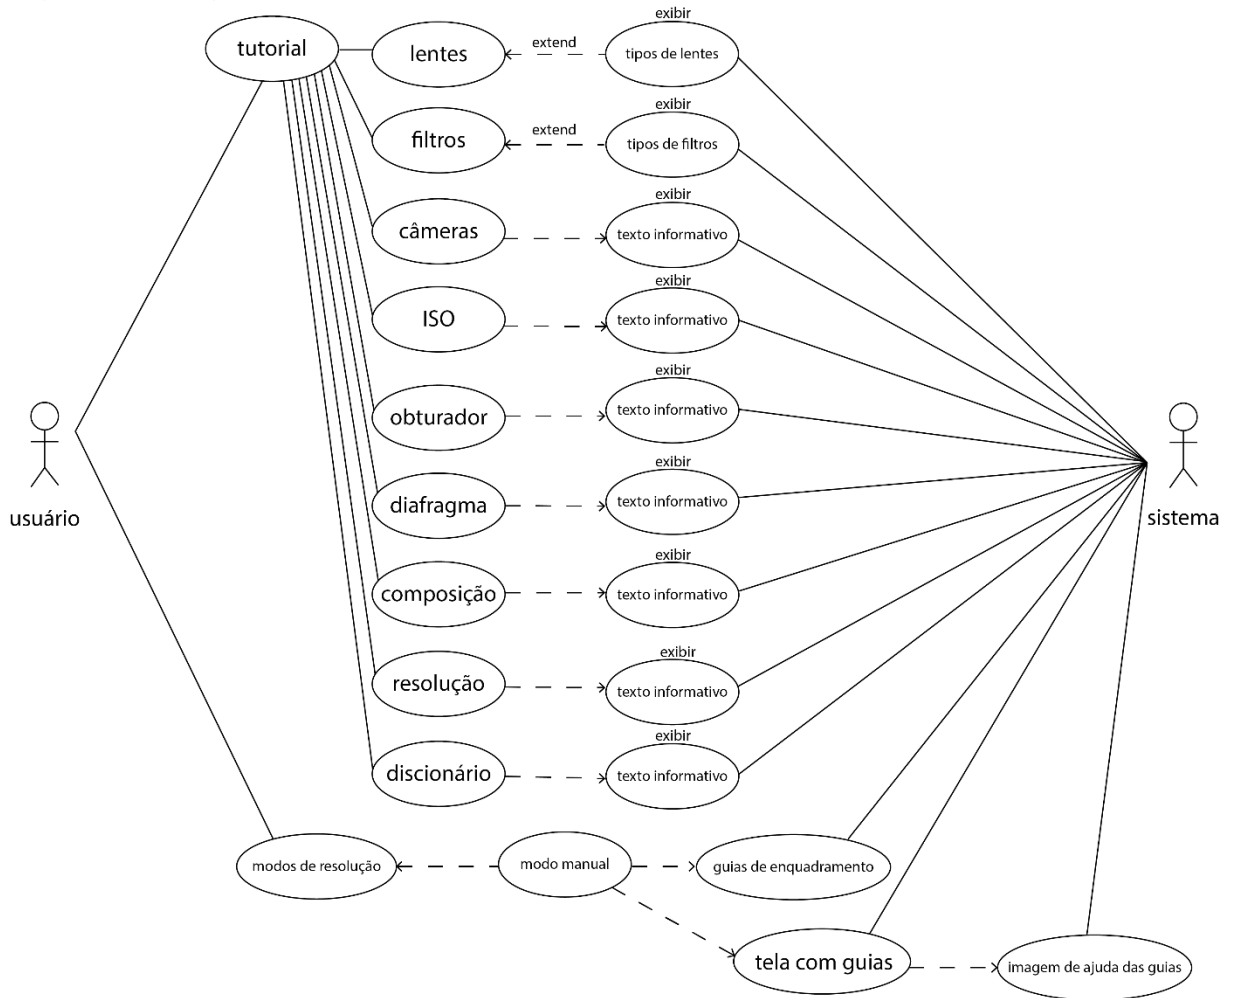 exibir
tutorial
lentes
extend
tipos de lentes
exibir
filtros
extend
tipos de filtros
exibir
câmeras
texto informativo
exibir
ISO
texto informativo
exibir
obturador
texto informativo
exibir
diafragma
texto informativo
exibir
composição
texto informativo
exibir
resolução
texto informativo
exibir
discionário
texto informativo
usuário
sistema
modos de resolução
modo manual
guias de enquadramento
tela com guias
imagem de ajuda das guias